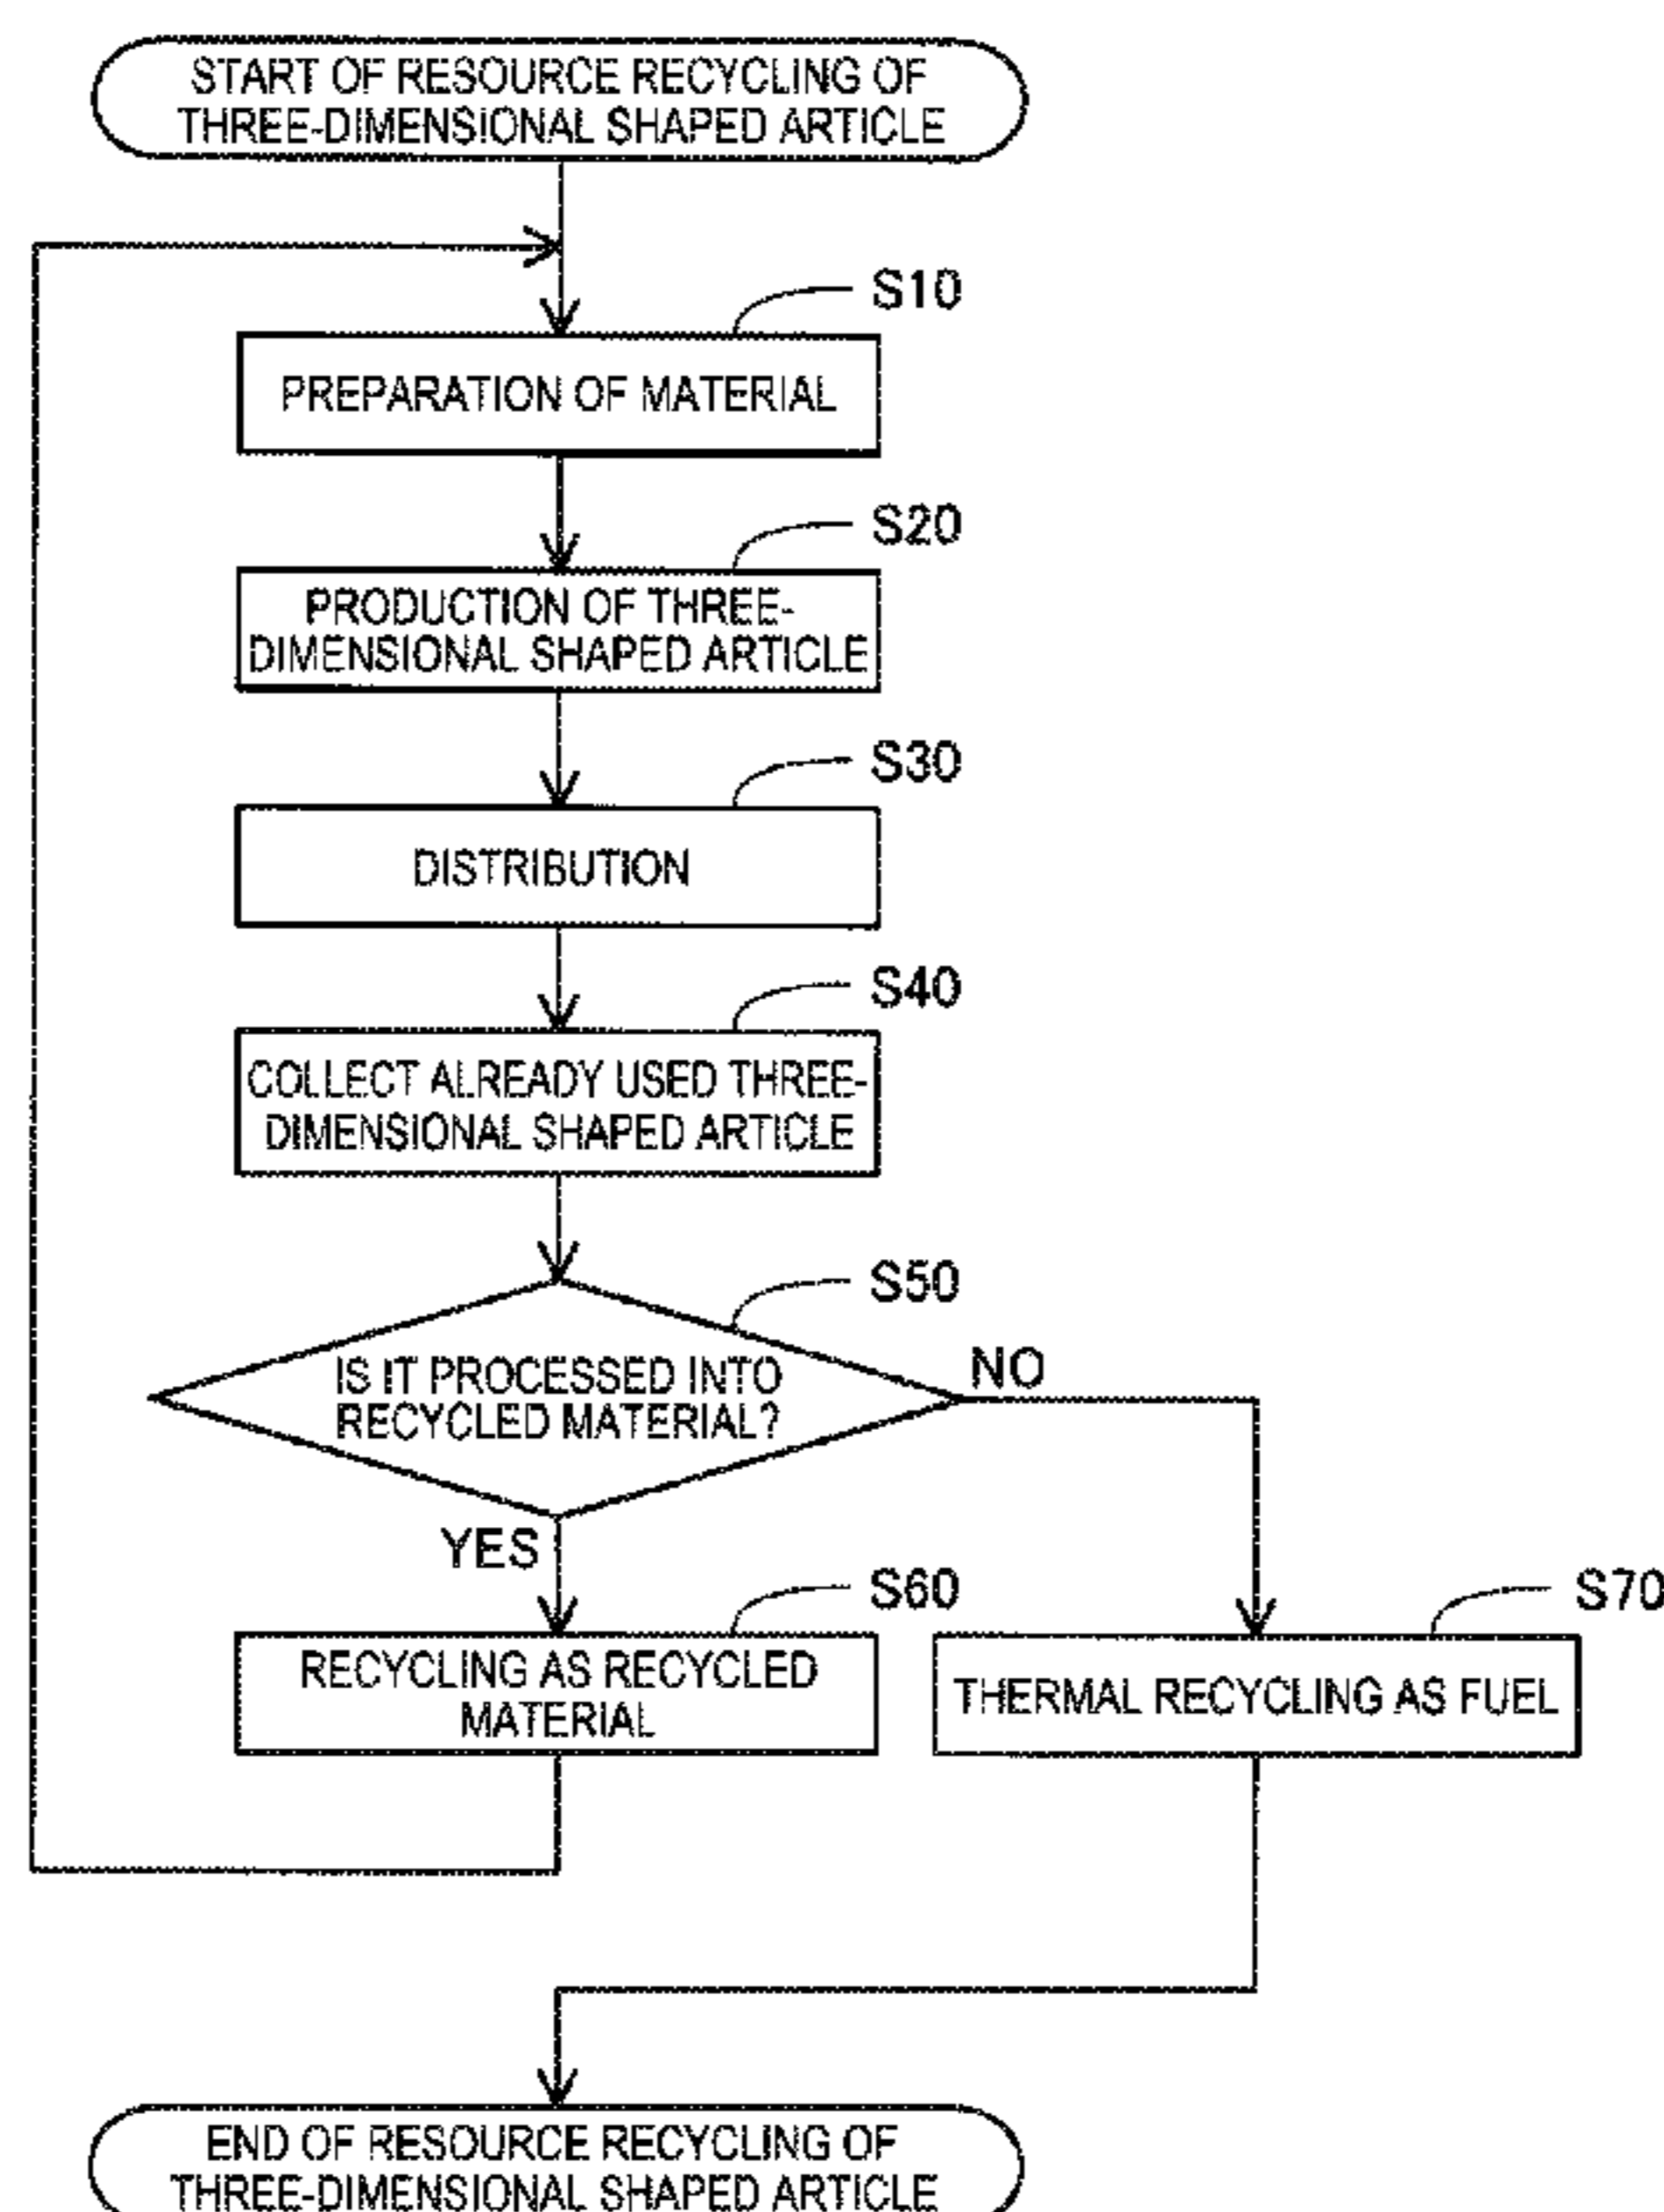 START OF RESOURCE RECYCLING OF
THREE-DIMENSIONAL SHAPED ARTICLE
S10
PREPARATION OF MATERIAL
S20
PRODUCTION OF THREE-
DIMENSIONAL SHAPED ARTICLE
S30
DISTRIBUTION
S40
COLLECT ALREADY USED THREE-
DIMENSIONAL SHAPED ARTICLE
S50
IS IT PROCESSED INTO
RECYCLED MATERIAL?
NO
YES
S60
RECYCLING AS RECYCLED
MATERIAL
S70
THERMAL RECYCLING AS FUEL
END OF RESOURCE RECYCLING OF
THREE-DIMENSIONAL SHAPED ARTICLE